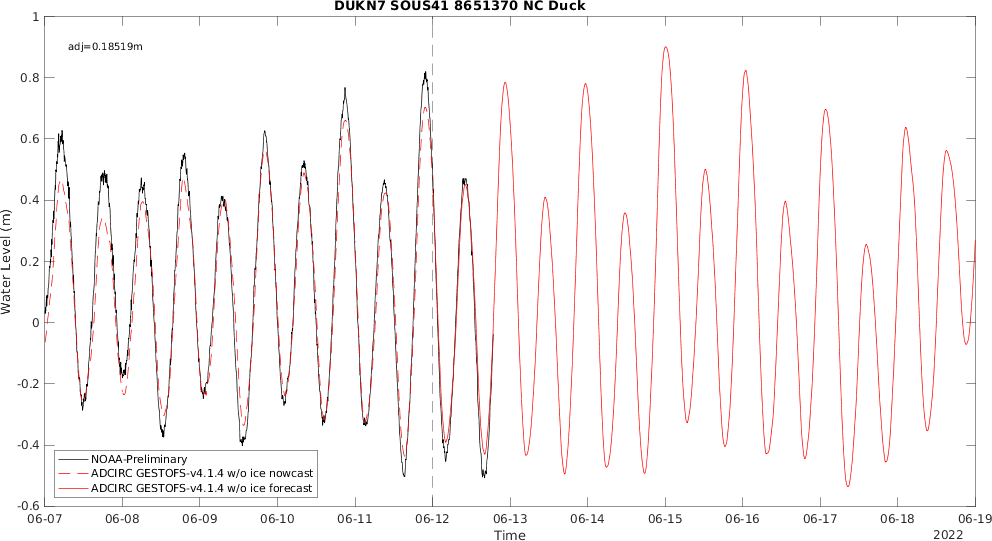 DUKN7 SOUS41 8651370 NC Duck
adj=0.18519m
Water Level (m)
1
0.8
0.6
0.4
0.2
0
-0.2
-0.4
-0.6
NOAA-Preliminary
ADCIRC GESTOFS-v4.1.4 w/o ice nowcast
ADCIRC GESTOFS-v4.1.4 w/o ice forecast
06-07 06-08 06-09 06-10 06-11 06-12 06-13 06-14 06-15 06-16 06-17 06-18 06-19
Time
2022